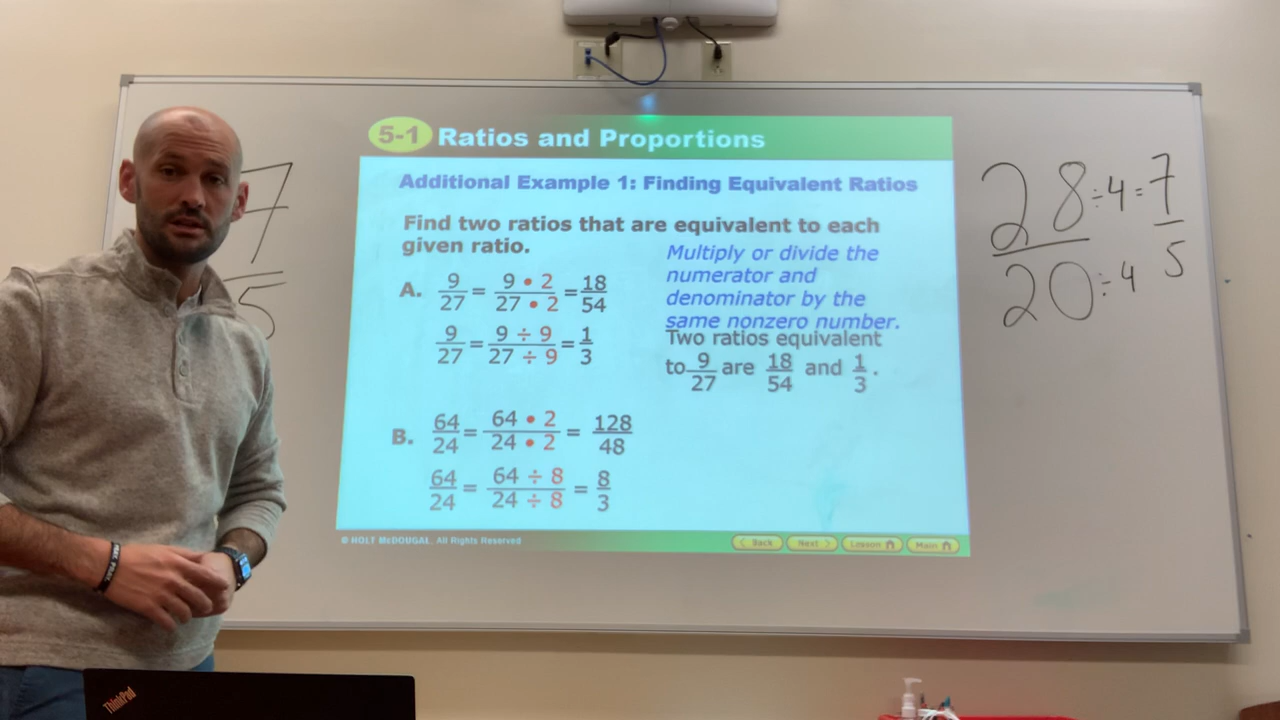 5-1 Ratios and Proportions
Additional Example 1: Finding Equivalent Ratios
Find two ratios that are equivalent to each
given ratio.
Multiply or divide the
numerator and
denominator by the
same nonzero number.
A. 9/27 = 9 • 2/27 • 2 = 18/54
9/27 = 9 ÷ 9/27 ÷ 9 = 1/3
Two ratios equivalent
to 9/27 are 18/54 and 1/3.
B. 64/24 = 64 • 2/24 • 2 = 128/48
64/24 = 64 ÷ 8/24 ÷ 8 = 8/3
© HOLT McDOUGAL. All Rights Reserved
< Back
Next >
Lesson
Main
7
5
28 ÷ 4 = 7
20 ÷ 4 5
ThinkPad